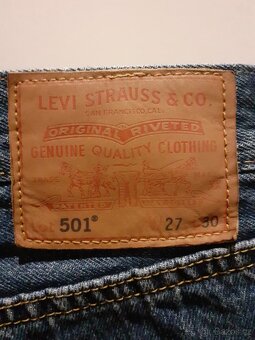 LEVI STRAUSS & CO.
SAN FRANCISCO, CAL.
ORIGINAL RIVETED
GENUINE QUALITY CLOTHING
501® W 27 30